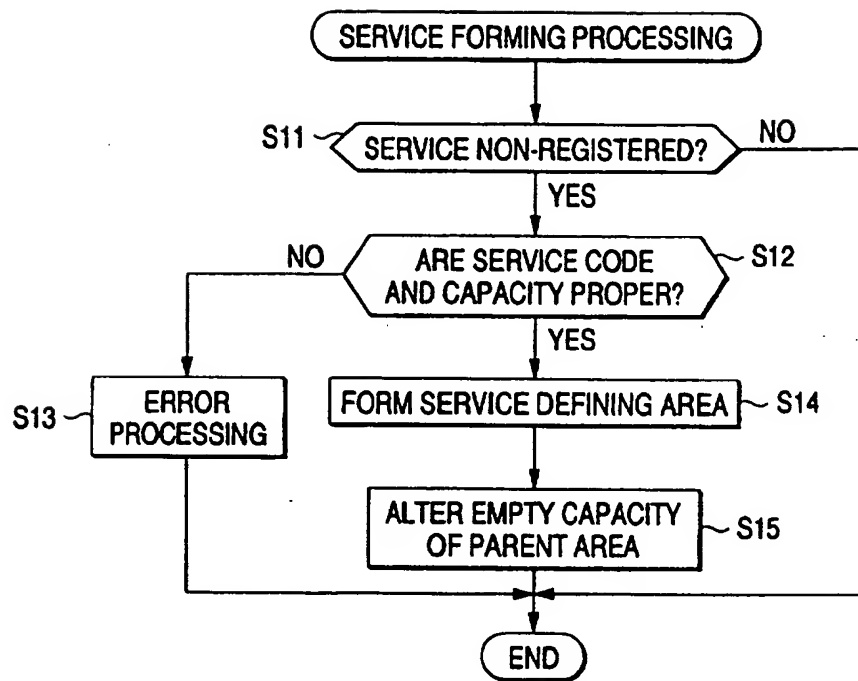 SERVICE FORMING PROCESSING
S11
SERVICE NON-REGISTERED?
NO
YES
NO
ARE SERVICE CODE
AND CAPACITY PROPER?
S12
YES
S13
ERROR
PROCESSING
FORM SERVICE DEFINING AREA
S14
ALTER EMPTY CAPACITY
OF PARENT AREA
S15
END